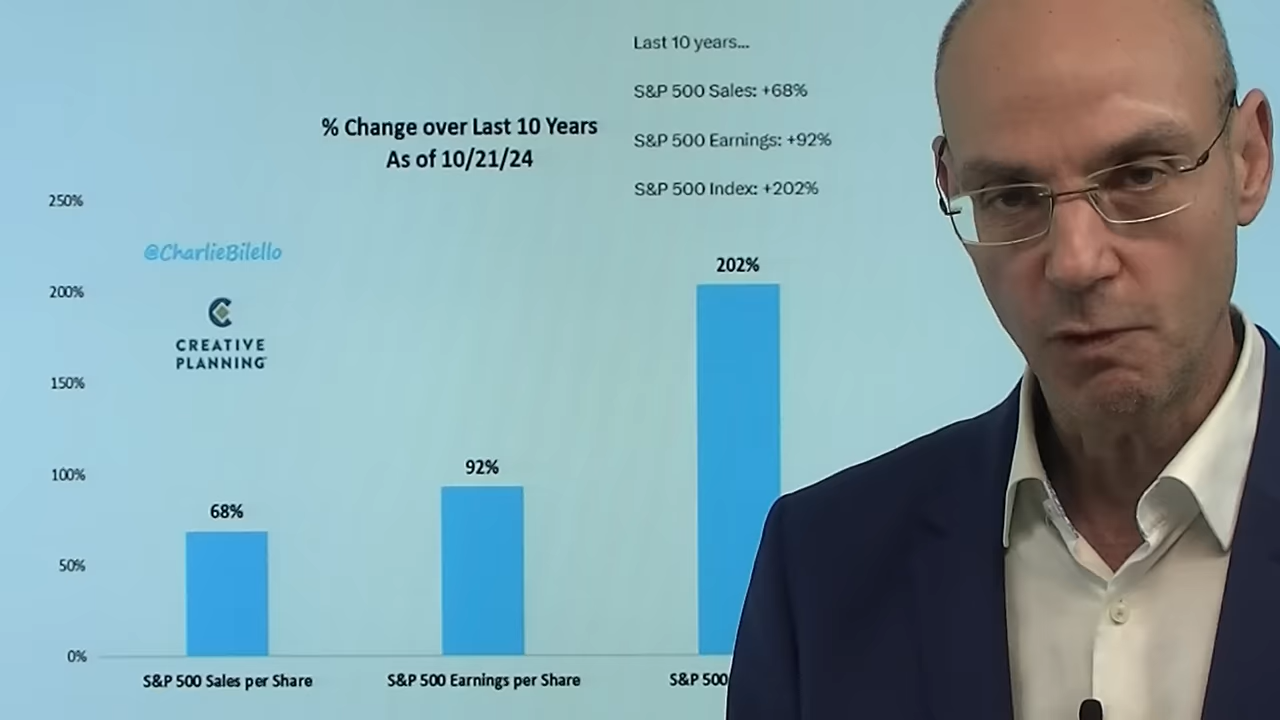 Last 10 years...
S&P 500 Sales: +68%
S&P 500 Earnings: +92%
S&P 500 Index: +202%
% Change over Last 10 Years
As of 10/21/24
250%
200%
150%
100%
50%
0%
@CharlieBilello
CREATIVE
PLANNING
68%
92%
202%
S&P 500 Sales per Share
S&P 500 Earnings per Share
S&P 500